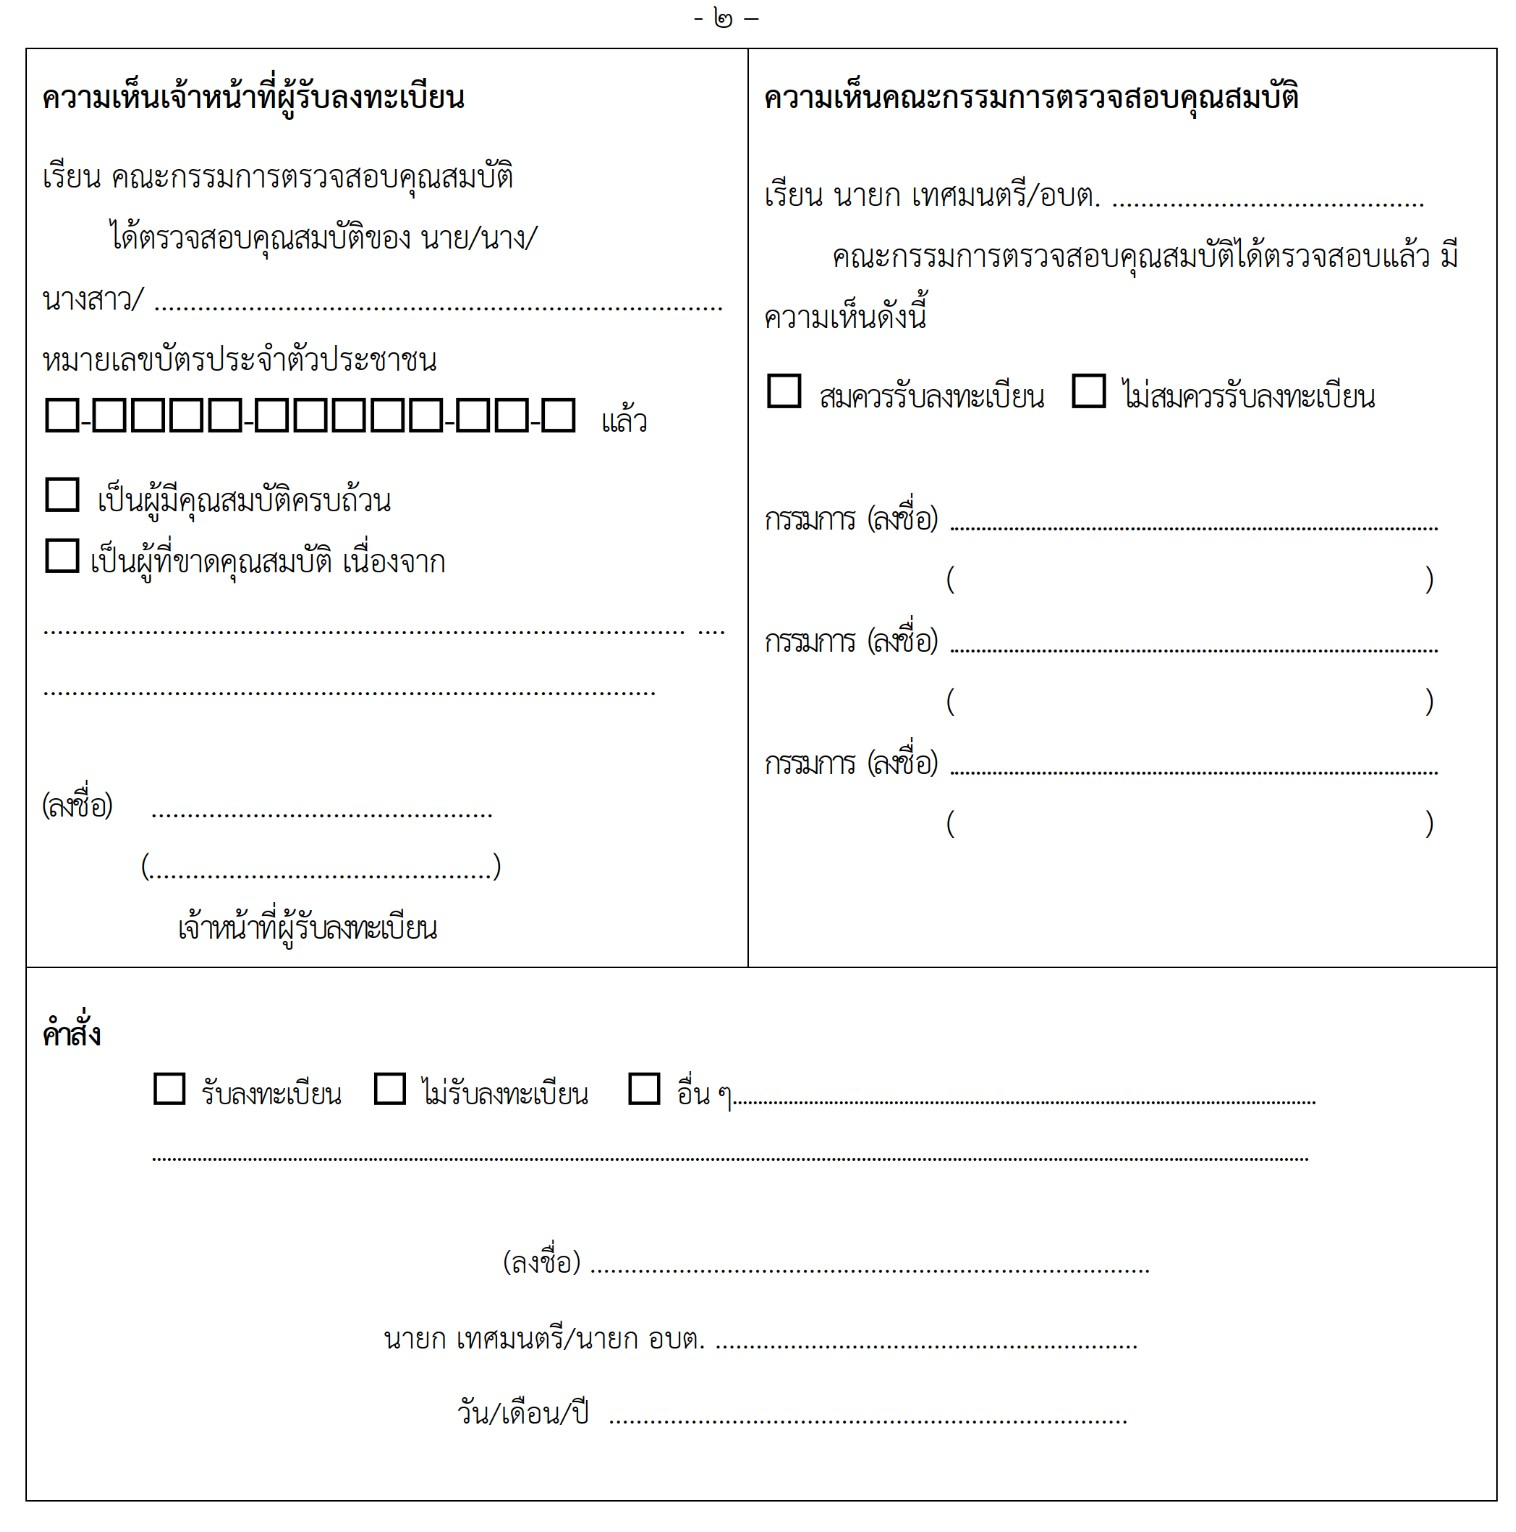 - ๒ –
ความเห็นเจ้าหน้าที่ผู้รับลงทะเบียน
เรียน คณะกรรมการตรวจสอบคุณสมบัติ
ได้ตรวจสอบคุณสมบัติของ นาย/นาง/
นางสาว/ ..............................................................................
หมายเลขบัตรประจำตัวประชาชน
☐-☐☐☐☐-☐☐☐☐☐-☐☐-☐ แล้ว
☐ เป็นผู้มีคุณสมบัติครบถ้วน
☐ เป็นผู้ที่ขาดคุณสมบัติ เนื่องจาก
........................................................................................ ....
....................................................................................
(ลงชื่อ) ...............................................
(...............................................)
เจ้าหน้าที่ผู้รับลงทะเบียน
ความเห็นคณะกรรมการตรวจสอบคุณสมบัติ
เรียน นายก เทศมนตรี/อบต. ...........................................
คณะกรรมการตรวจสอบคุณสมบัติได้ตรวจสอบแล้ว มี
ความเห็นดังนี้
☐ สมควรรับลงทะเบียน ☐ ไม่สมควรรับลงทะเบียน
กรรมการ (ลงชื่อ) ....................................................................................
( )
กรรมการ (ลงชื่อ) ....................................................................................
( )
กรรมการ (ลงชื่อ) ....................................................................................
( )
คำสั่ง
☐ รับลงทะเบียน ☐ ไม่รับลงทะเบียน ☐ อื่น ๆ....................................................................................................
....................................................................................................................................................................................
(ลงชื่อ) .................................................................................
นายก เทศมนตรี/นายก อบต. .............................................................
วัน/เดือน/ปี ...........................................................................